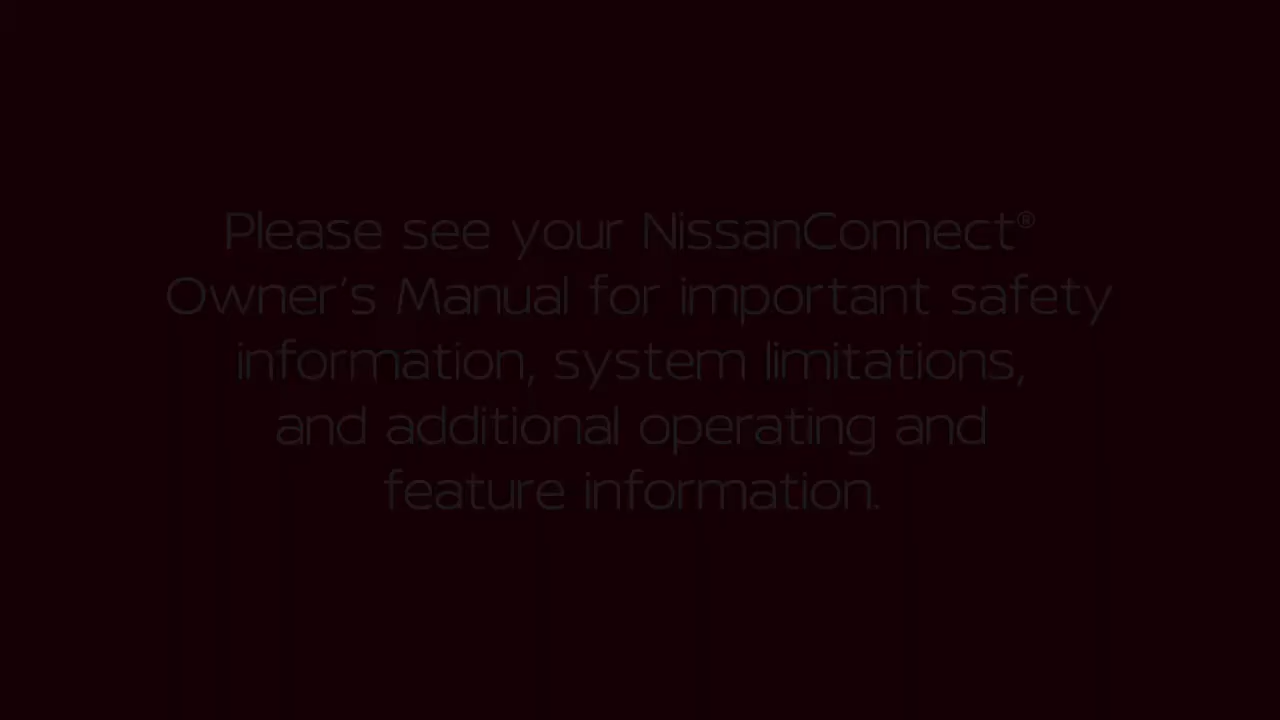 Please see your NissanConnect®
Owner's Manual for important safety
information, system limitations,
and additional operating and
feature information.